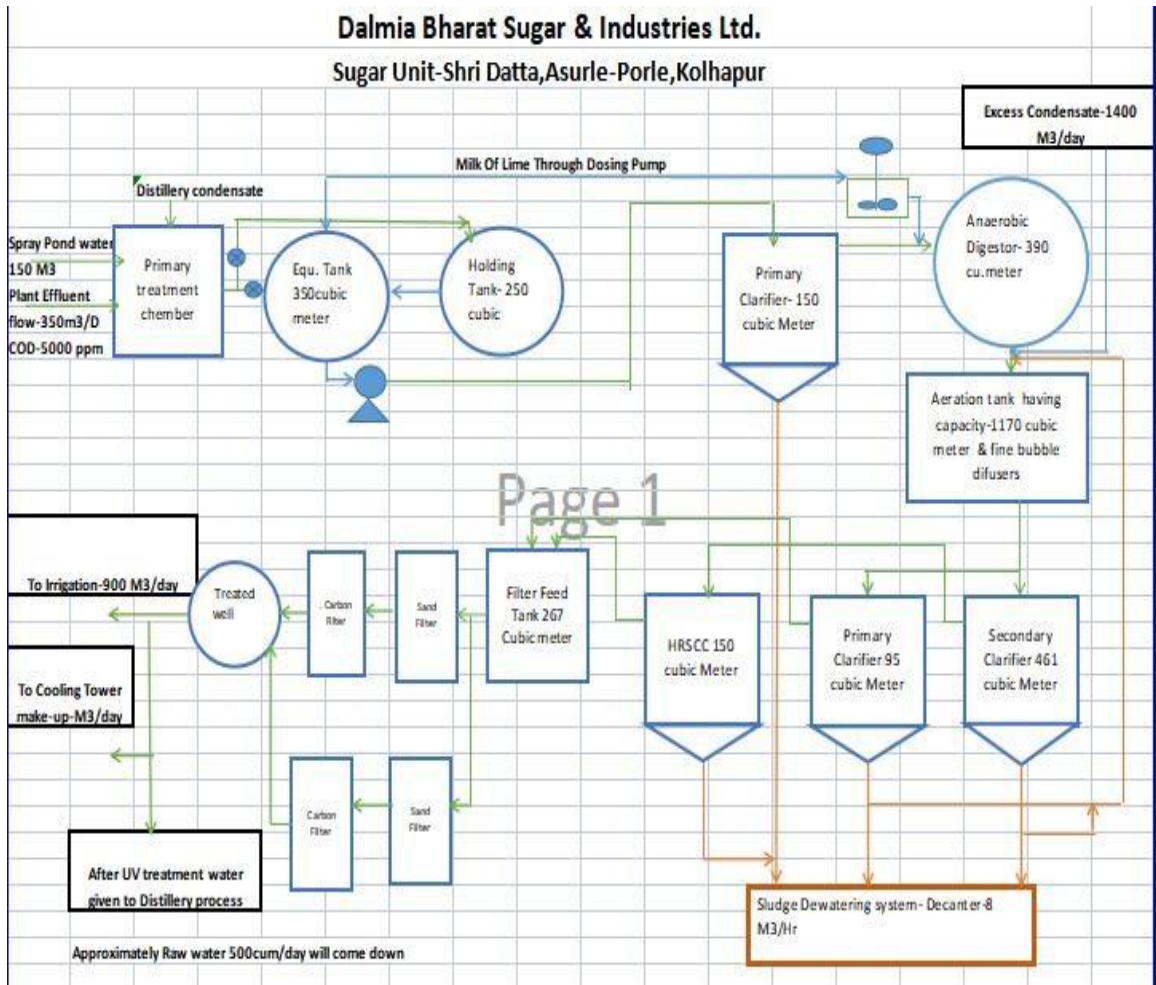 Dalmia Bharat Sugar & Industries Ltd.
Sugar Unit-Shri Datta,Asurle-Porle,Kolhapur
Excess Condensate-1400
M3/day
Milk Of Lime Through Dosing Pump
Distillery condensate
Spray Pond water
150 M3
Plant Effluent
flow-350m3/D
COD-5000 ppm
Primary
treatment
chember
Equ. Tank
350cubic
meter
Holding
Tank- 250
cubic
Primary
Clarifier- 150
cubic Meter
Anaerobic
Digestor- 390
cu.meter
Aeration tank having
capacity-1170 cubic
meter & fine bubble
difusers
Page 1
To Irrigation-900 M3/day
Treated
well
. Carbon
Filter
Sand
Filter
Filter Feed
Tank 267
Cubic meter
HRSCC 150
cubic Meter
Primary
Clarifier 95
cubic Meter
Secondary
Clarifier 461
cubic Meter
To Cooling Tower
make-up-M3/day
Carbon
Filter
Sand
Filter
After UV treatment water
given to Distillery process
Sludge Dewatering system- Decanter-8
M3/Hr
Approximately Raw water 500cum/day will come down